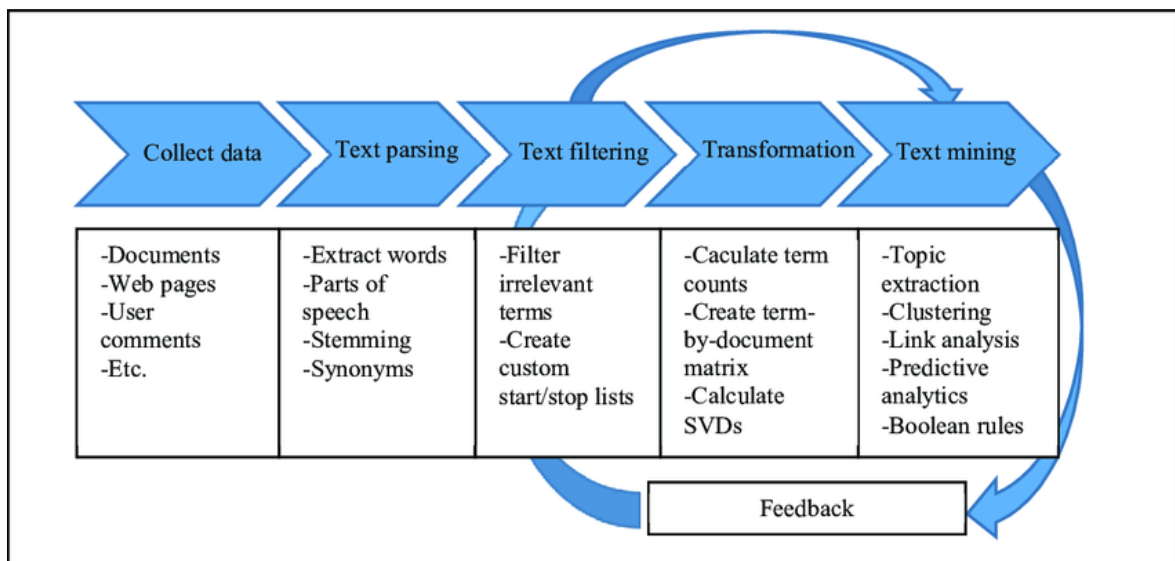 Collect data
Text parsing
Text filtering
Transformation
Text mining
-Documents
-Web pages
-User
comments
-Etc.
-Extract words
-Parts of
speech
-Stemming
-Synonyms
-Filter
irrelevant
terms
-Create
custom
start/stop lists
-Caculate term
counts
-Create term-
by-document
matrix
-Calculate
SVDs
-Topic
extraction
-Clustering
-Link analysis
-Predictive
analytics
-Boolean rules
Feedback